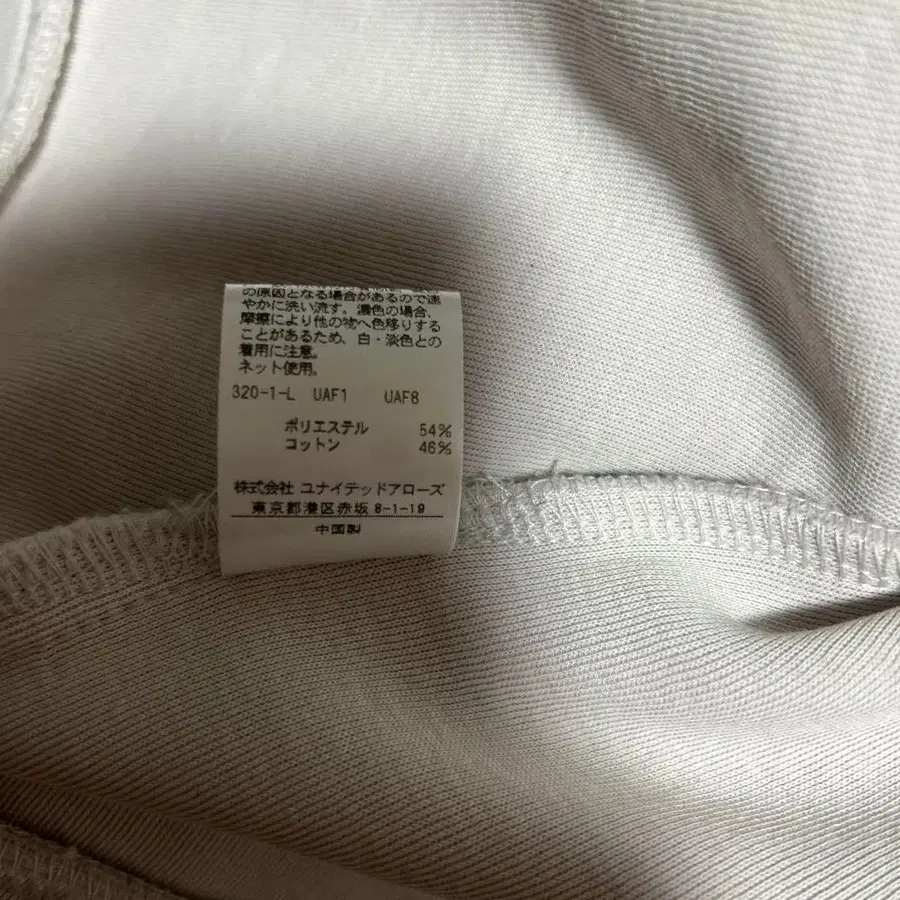 の原因となる場合があるので速
やかに洗い流す。濃色の場合、
摩擦により他の物へ色移りする
ことがあるため、白・淡色との
着用に注意。
ネット使用。
320-1-L UAF1 UAF8
ポリエステル 54%
コットン 46%
株式会社 ユナイテッドアローズ
東京都港区赤坂 8-1-19
中国製